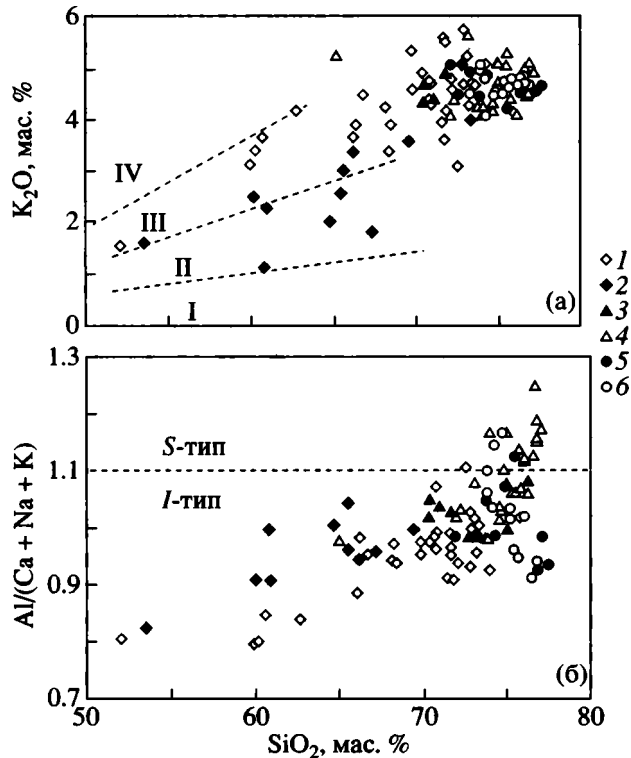 6
4
2
0
K₂O, мас. %
IV
III
II
I
(а)
1
2
3
4
5
6
1.3
1.1
0.9
0.7
Al/(Ca + Na + K)
S-тип
I-тип
(б)
50
60
70
80
SiO₂, мас. %